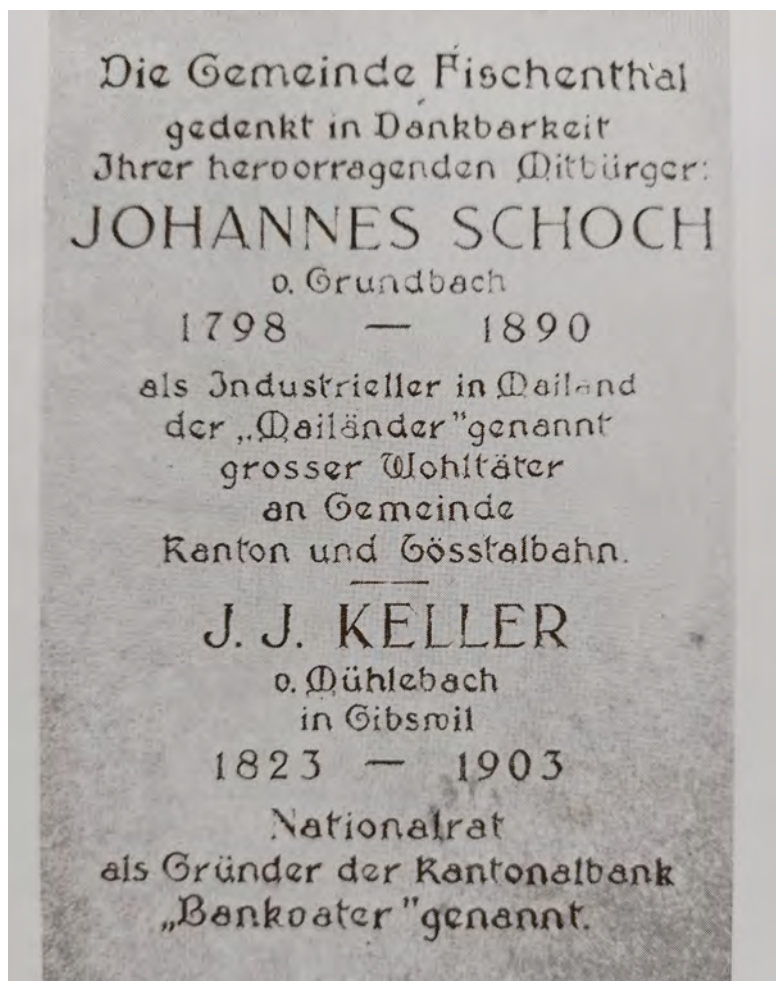 Die Gemeinde Fischenthal
gedenkt in Dankbarkeit
Ihrer hervorragenden Mitbürger:
JOHANNES SCHOCH
v. Grundbach
1798 — 1890
als Industrieller in Mailand
der „Mailänder" genannt
grosser Wohltäter
an Gemeinde
Kanton und Tösstalbahn.
J. J. KELLER
v. Mühlebach
in Gibswil
1823 — 1903
Nationalrat
als Gründer der Kantonalbank
„Bankvater" genannt.